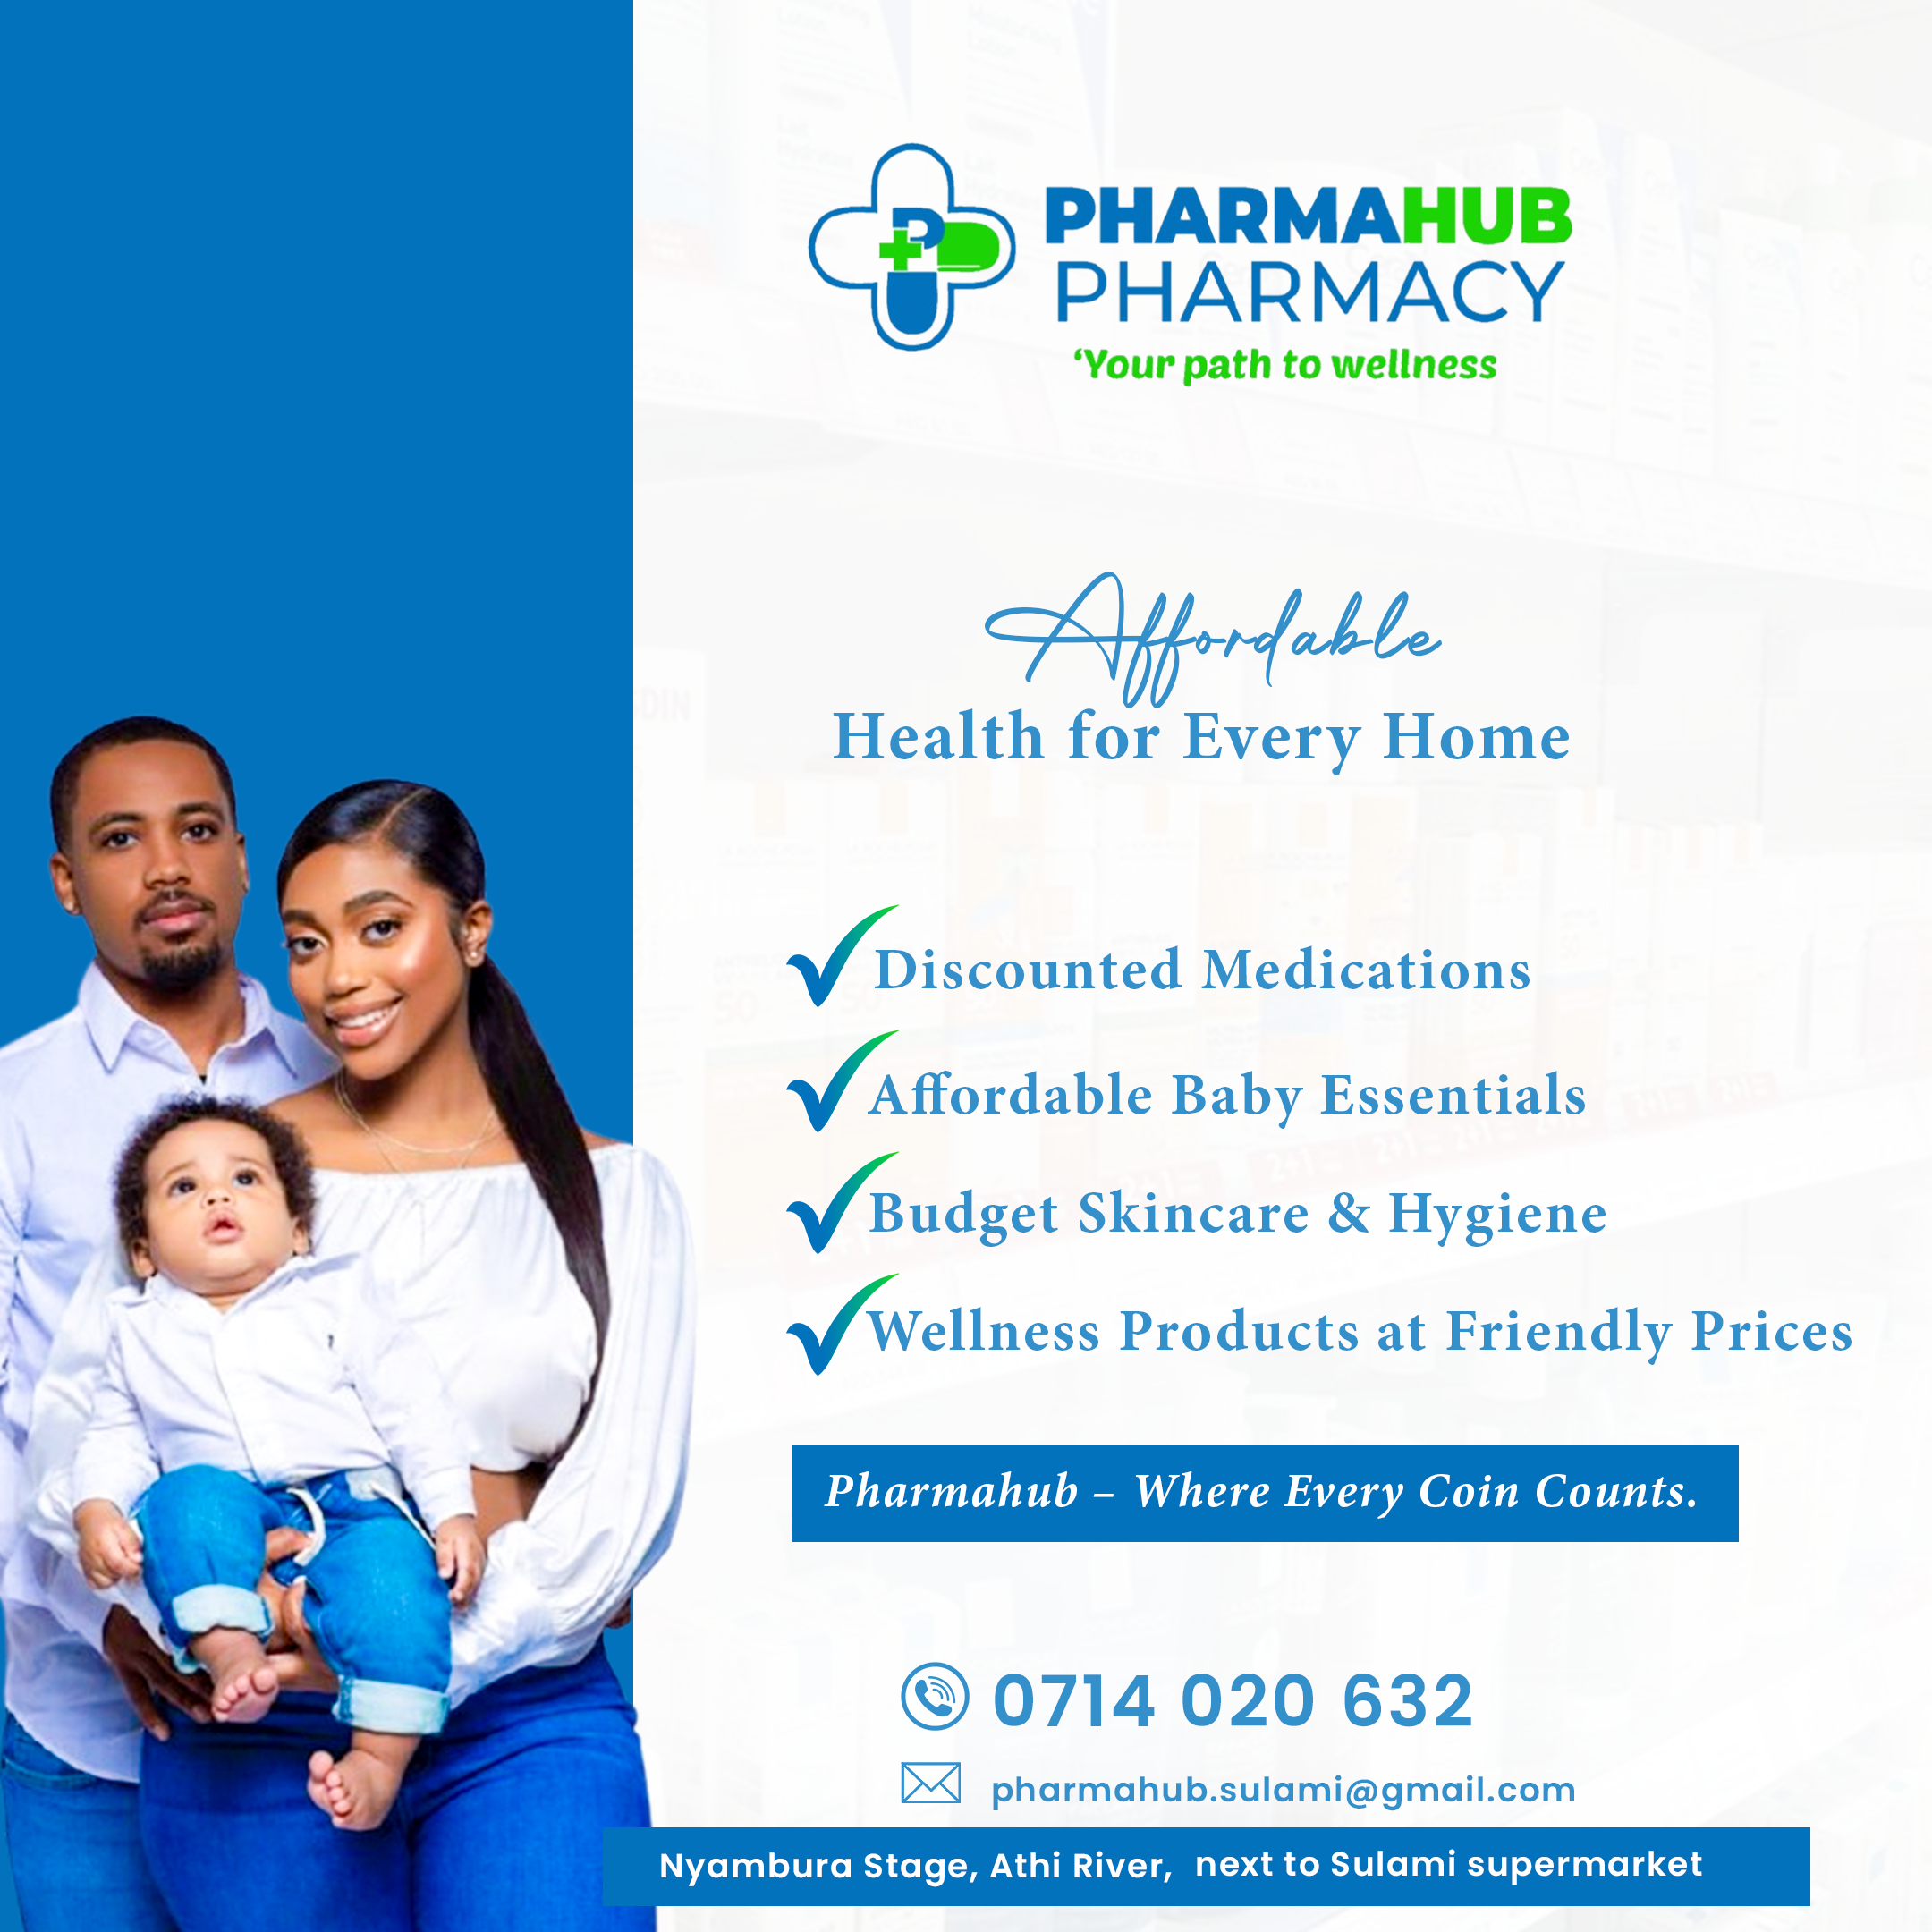 PHARMAHUB
PHARMACY
‘Your path to wellness
Affordable
Health for Every Home
Discounted Medications
Affordable Baby Essentials
Budget Skincare & Hygiene
Wellness Products at Friendly Prices
Pharmahub – Where Every Coin Counts.
0714 020 632
pharmahub.sulami@gmail.com
Nyambura Stage, Athi River, next to Sulami supermarket